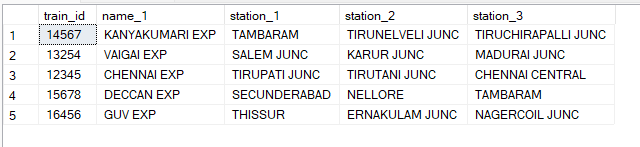 train_id name_1 station_1 station_2 station_3
1 14567 KANYAKUMARI EXP TAMBARAM TIRUNELVELI JUNC TIRUCHIRAPALLI JUNC
2 13254 VAIGAI EXP SALEM JUNC KARUR JUNC MADURAI JUNC
3 12345 CHENNAI EXP TIRUPATI JUNC TIRUTANI JUNC CHENNAI CENTRAL
4 15678 DECCAN EXP SECUNDERABAD NELLORE TAMBARAM
5 16456 GUV EXP THISSUR ERNAKULAM JUNC NAGERCOIL JUNC